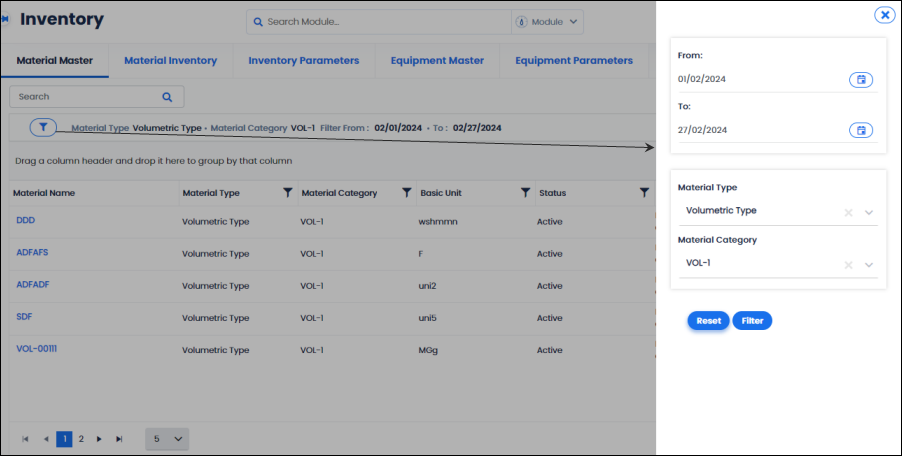 Inventory
Search Module...
Module
Material Master
Material Inventory
Inventory Parameters
Equipment Master
Equipment Parameters
Search
Material Type Volumetric Type • Material Category VOL-1 Filter From : 02/01/2024 • To : 02/27/2024
Drag a column header and drop it here to group by that column
Material Name Material Type Material Category Basic Unit Status
DDD Volumetric Type VOL-1 wshmmn Active
ADFAFS Volumetric Type VOL-1 F Active
ADFADF Volumetric Type VOL-1 uni2 Active
SDF Volumetric Type VOL-1 uni5 Active
VOL-00111 Volumetric Type VOL-1 MGg Active
1 2 5
From:
01/02/2024
To:
27/02/2024
Material Type
Volumetric Type
Material Category
VOL-1
Reset Filter